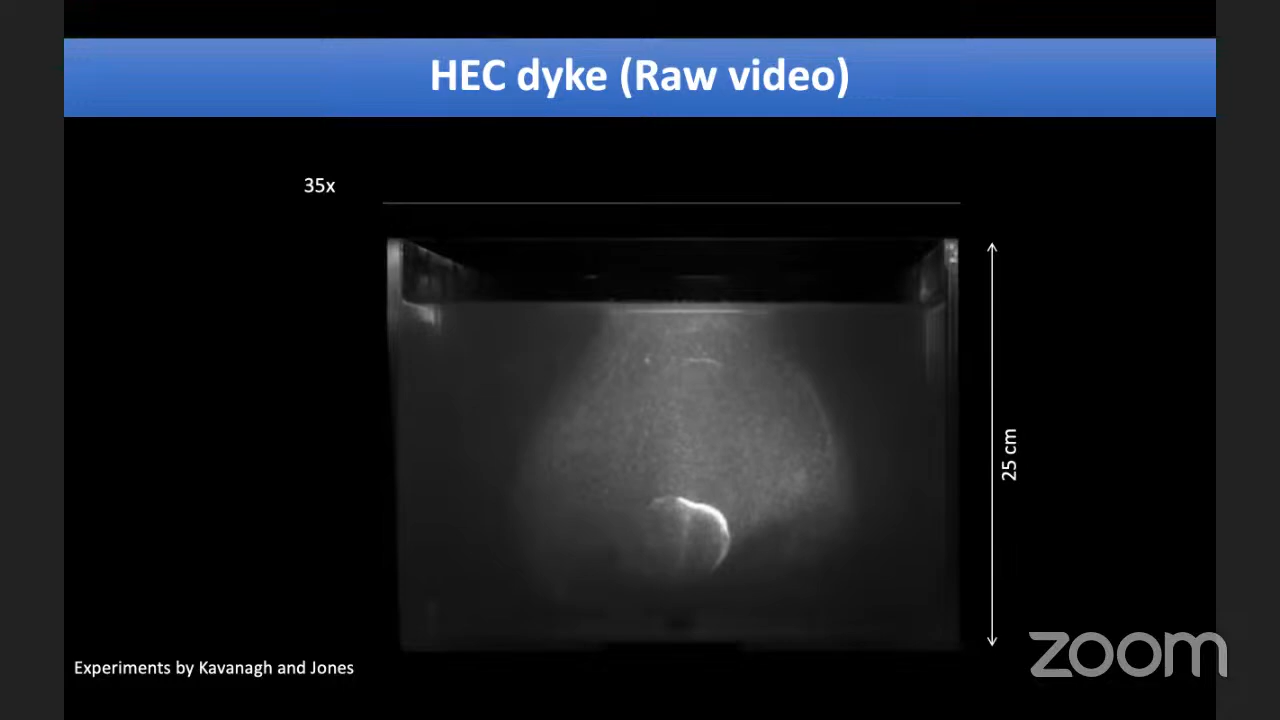 HEC dyke (Raw video)
35x
25 cm
Experiments by Kavanagh and Jones
zoom